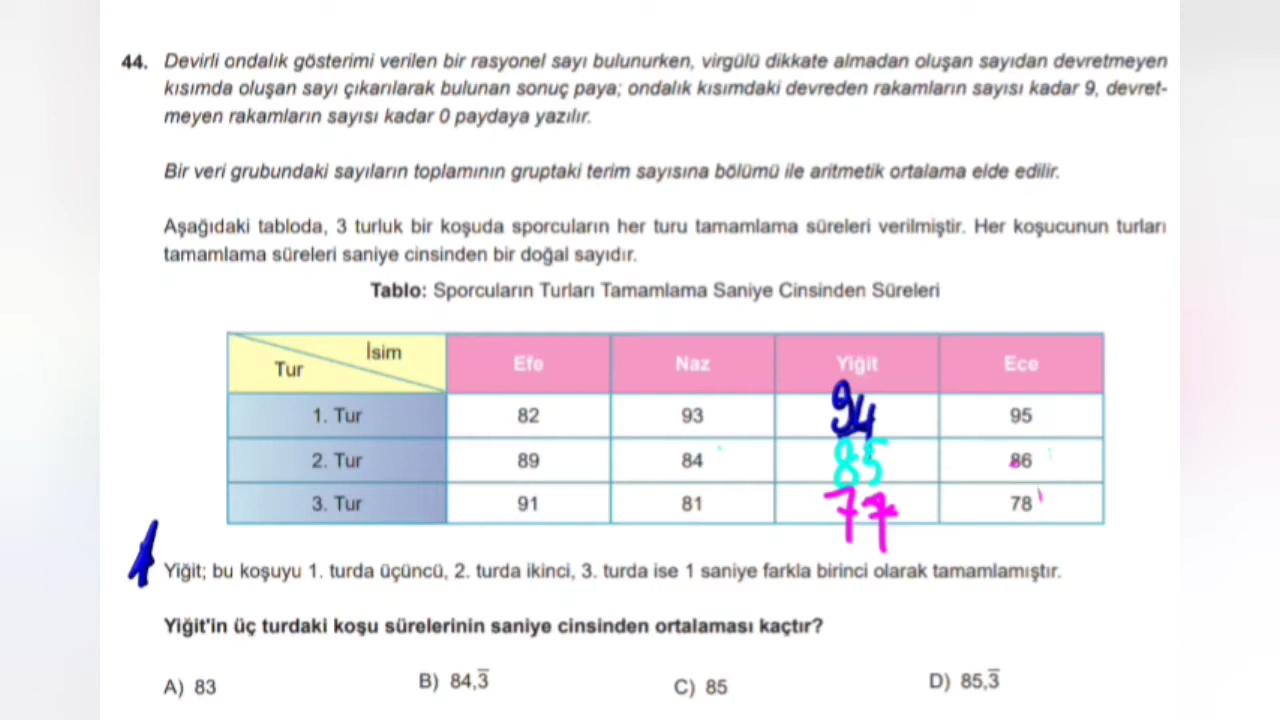 44. Devirli ondalık gösterimi verilen bir rasyonel sayı bulunurken, virgülü dikkate almadan oluşan sayıdan devretmeyen
kısımda oluşan sayı çıkarılarak bulunan sonuç paya; ondalık kısımdaki devreden rakamların sayısı kadar 9, devret-
meyen rakamların sayısı kadar 0 paydaya yazılır.
Bir veri grubundaki sayıların toplamının gruptaki terim sayısına bölümü ile aritmetik ortalama elde edilir.
Aşağıdaki tabloda, 3 turluk bir koşuda sporcuların her turu tamamlama süreleri verilmiştir. Her koşucunun turları
tamamlama süreleri saniye cinsinden bir doğal sayıdır.
Tablo: Sporcuların Turları Tamamlama Saniye Cinsinden Süreleri
Tur İsim Efe Naz Yiğit Ece
1. Tur 82 93 94 95
2. Tur 89 84 85 86
3. Tur 91 81 77 78
Yiğit; bu koşuyu 1. turda üçüncü, 2. turda ikinci, 3. turda ise 1 saniye farkla birinci olarak tamamlamıştır.
Yiğit'in üç turdaki koşu sürelerinin saniye cinsinden ortalaması kaçtır?
A) 83 B) 84,3̅ C) 85 D) 85,3̅